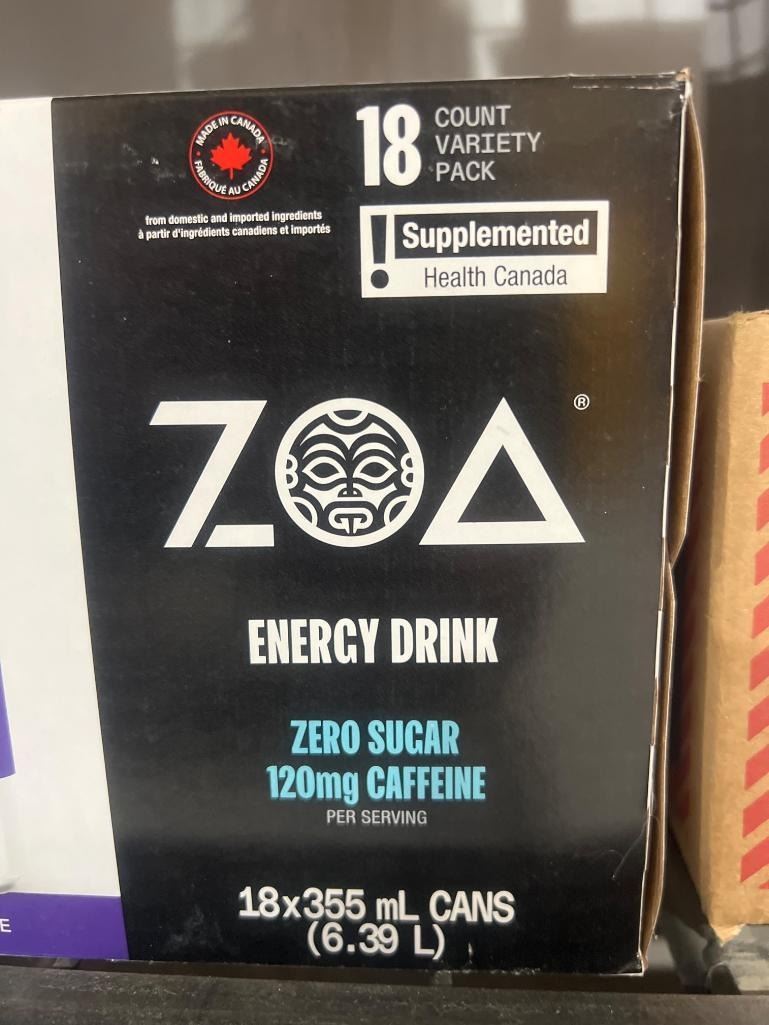 MADE IN CANADA
FABRIQUÉ AU CANADA
from domestic and imported ingredients
à partir d'ingrédients canadiens et importés
18 COUNT
VARIETY
PACK
! Supplemented
Health Canada
ZOA ®
ENERGY DRINK
ZERO SUGAR
120mg CAFFEINE
PER SERVING
18x355 mL CANS
(6.39 L)
E